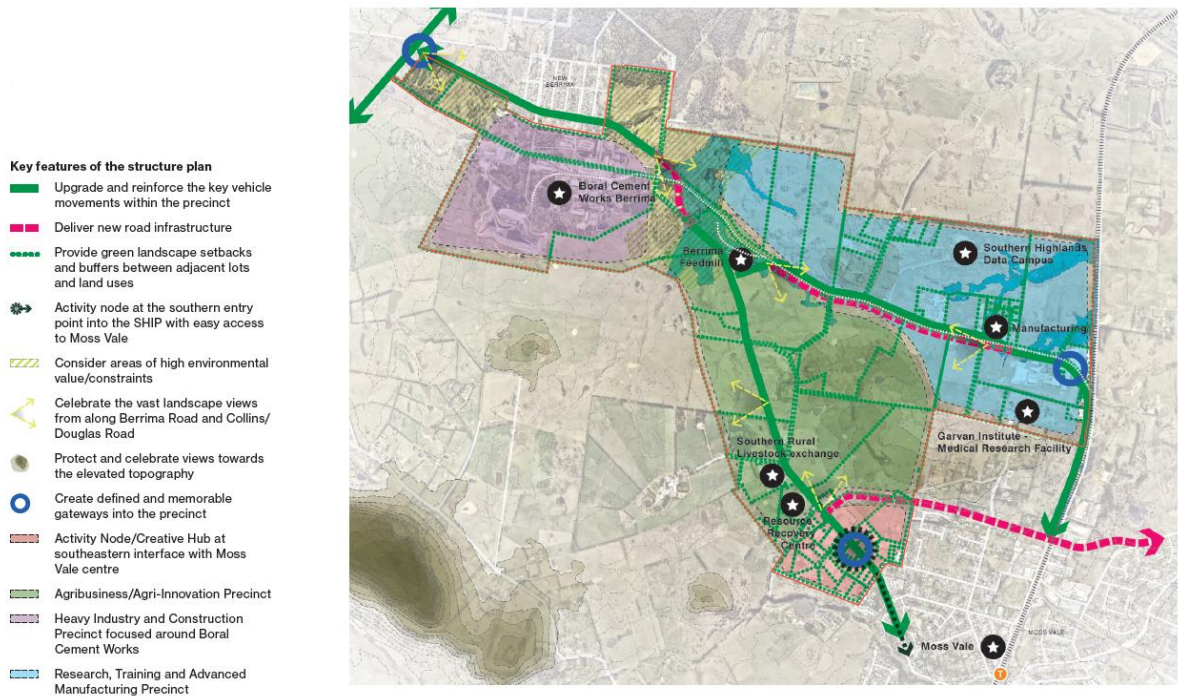 Key features of the structure plan
Upgrade and reinforce the key vehicle
movements within the precinct
Deliver new road infrastructure
Provide green landscape setbacks
and buffers between adjacent lots
and land uses
Activity node at the southern entry
point into the SHIP with easy access
to Moss Vale
Consider areas of high environmental
value/constraints
Celebrate the vast landscape views
from along Berrima Road and Collins/
Douglas Road
Protect and celebrate views towards
the elevated topography
Create defined and memorable
gateways into the precinct
Activity Node/Creative Hub at
southeastern interface with Moss
Vale centre
Agribusiness/Agri-Innovation Precinct
Heavy Industry and Construction
Precinct focused around Boral
Cement Works
Research, Training and Advanced
Manufacturing Precinct
NEW
BERRIMA
Boral Cement
Works Berrima
Berrima
Feedmill
Southern Highlands
Data Campus
Manufacturing
Garvan Institute -
Medical Research Facility
Southern Rural
Livestock exchange
Resource
Recovery
Centre
MOSS VALE
Moss Vale
T